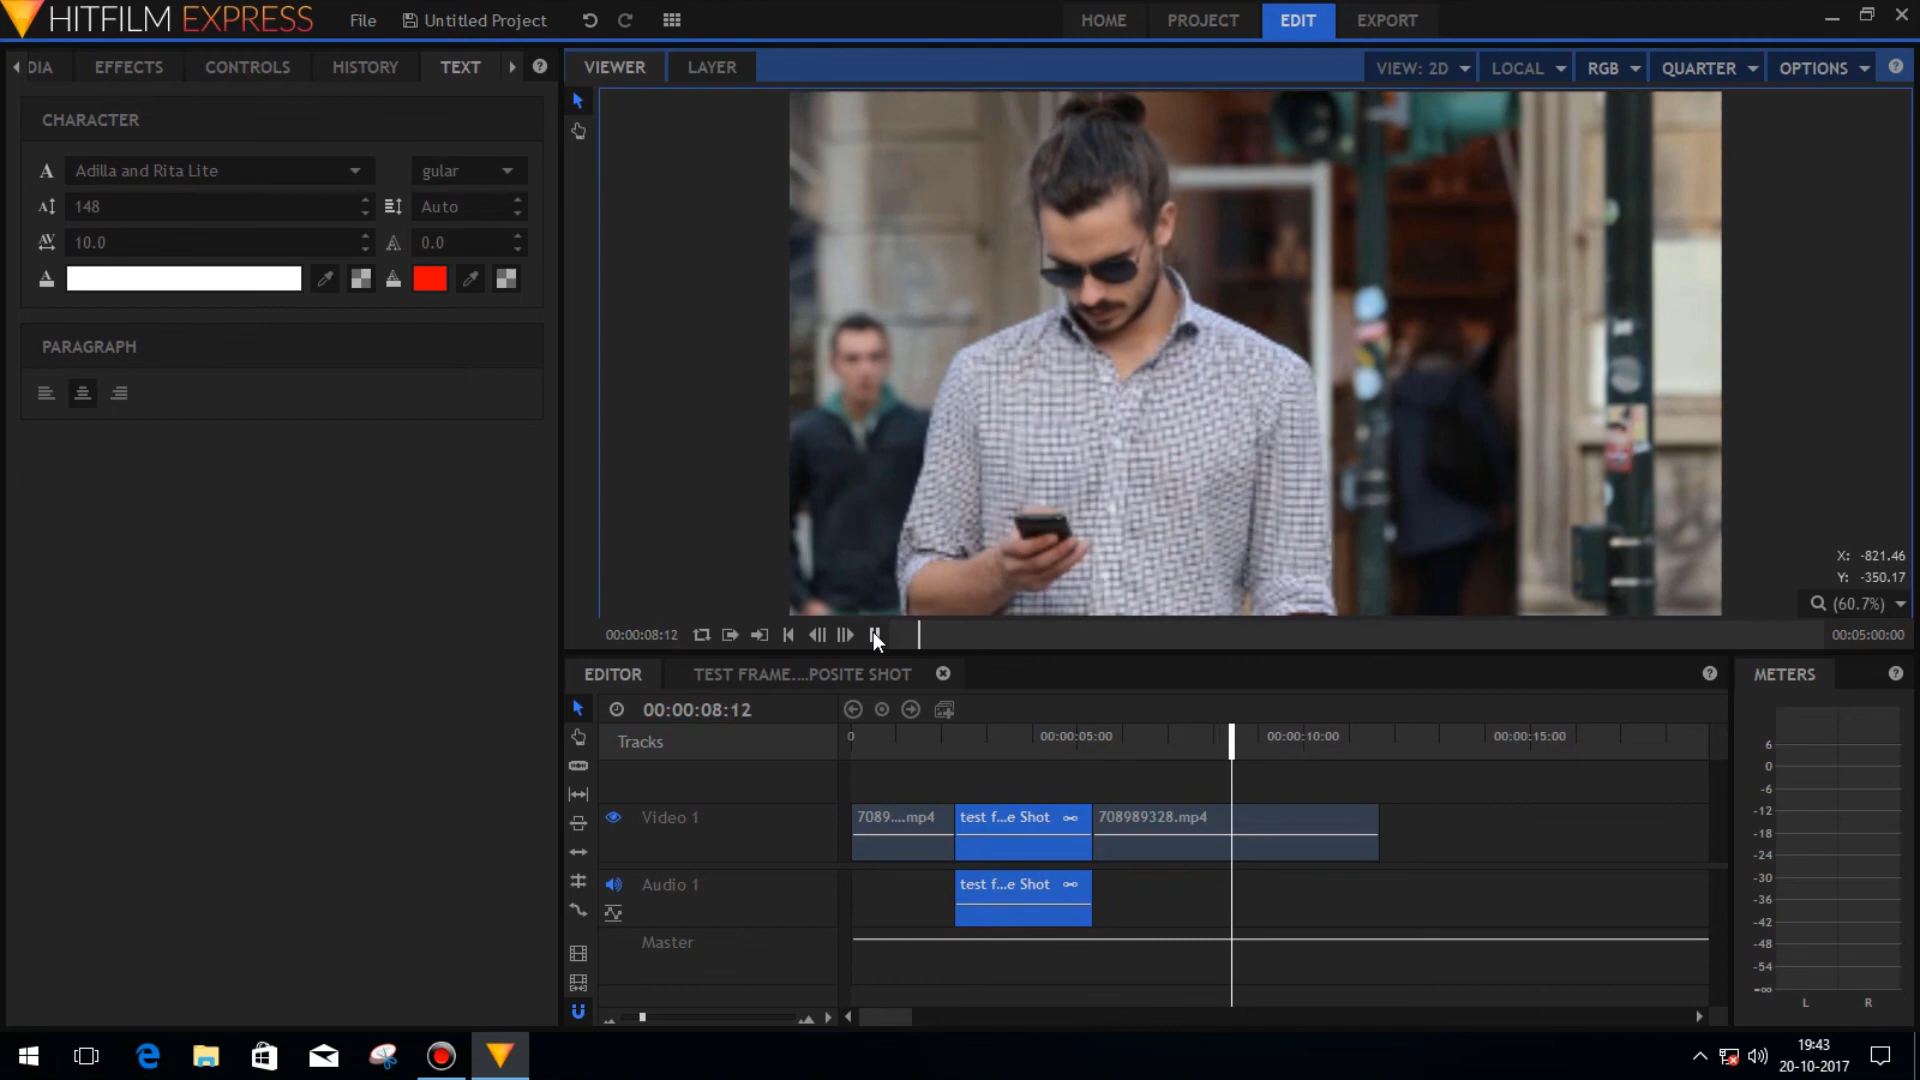 HITFILM EXPRESS
File
Untitled Project
HOME
PROJECT
EDIT
EXPORT
DIA
EFFECTS
CONTROLS
HISTORY
TEXT
VIEWER
LAYER
VIEW: 2D
LOCAL
RGB
QUARTER
OPTIONS
CHARACTER
Adilla and Rita Lite
gular
148
Auto
10.0
0.0
PARAGRAPH
X: -821.46
Y: -350.17
(60.7%)
00:00:08:12
00:05:00:00
EDITOR
TEST FRAME....POSITE SHOT
METERS
00:00:08:12
0
00:00:05:00
00:00:10:00
00:00:15:00
Tracks
Video 1
7089....mp4
test f...e Shot
708989328.mp4
Audio 1
test f...e Shot
Master
6
0
-6
-12
-18
-24
-30
-36
-42
-48
-54
-∞
L
R
19:43
20-10-2017